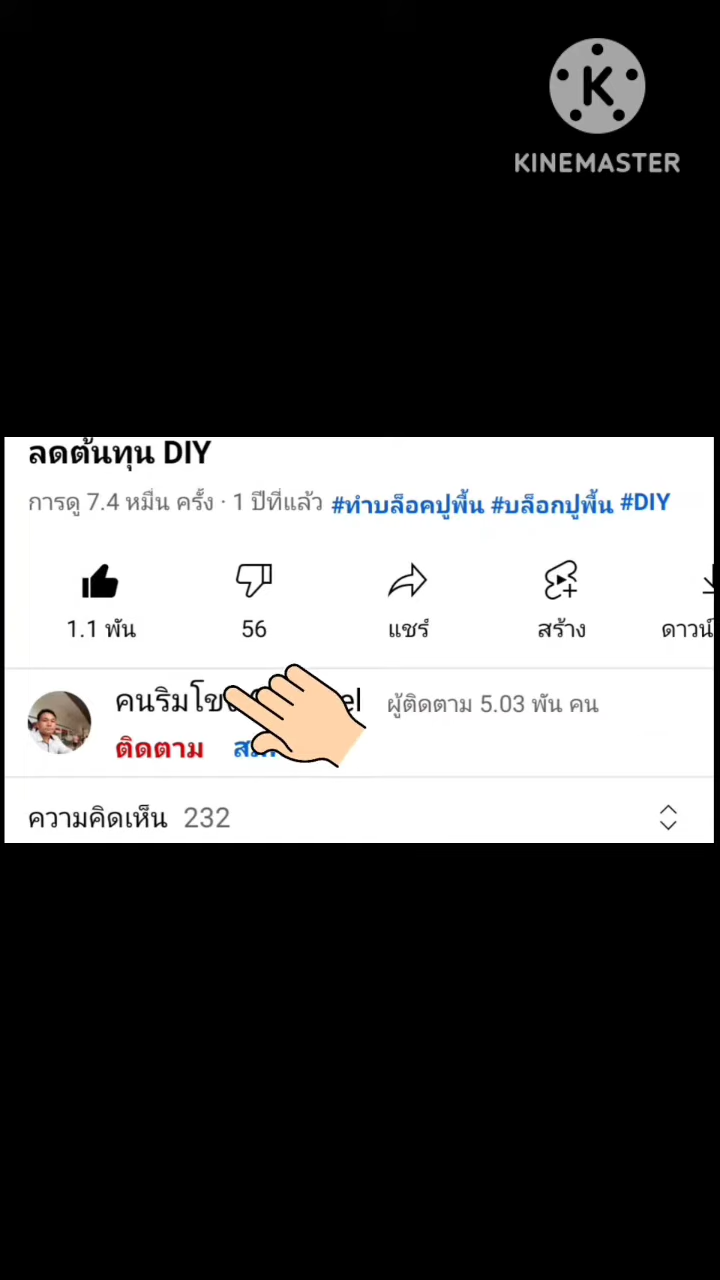 KINEMASTER
ลดต้นทุน DIY
การดู 7.4 หมื่น ครั้ง · 1 ปีที่แล้ว #ทำบล็อคปูพื้น #บล็อกปูพื้น #DIY
1.1 พัน 56 แชร์ สร้าง
คนริมโขง ผู้ติดตาม 5.03 พัน คน
ติดตาม
ความคิดเห็น 232